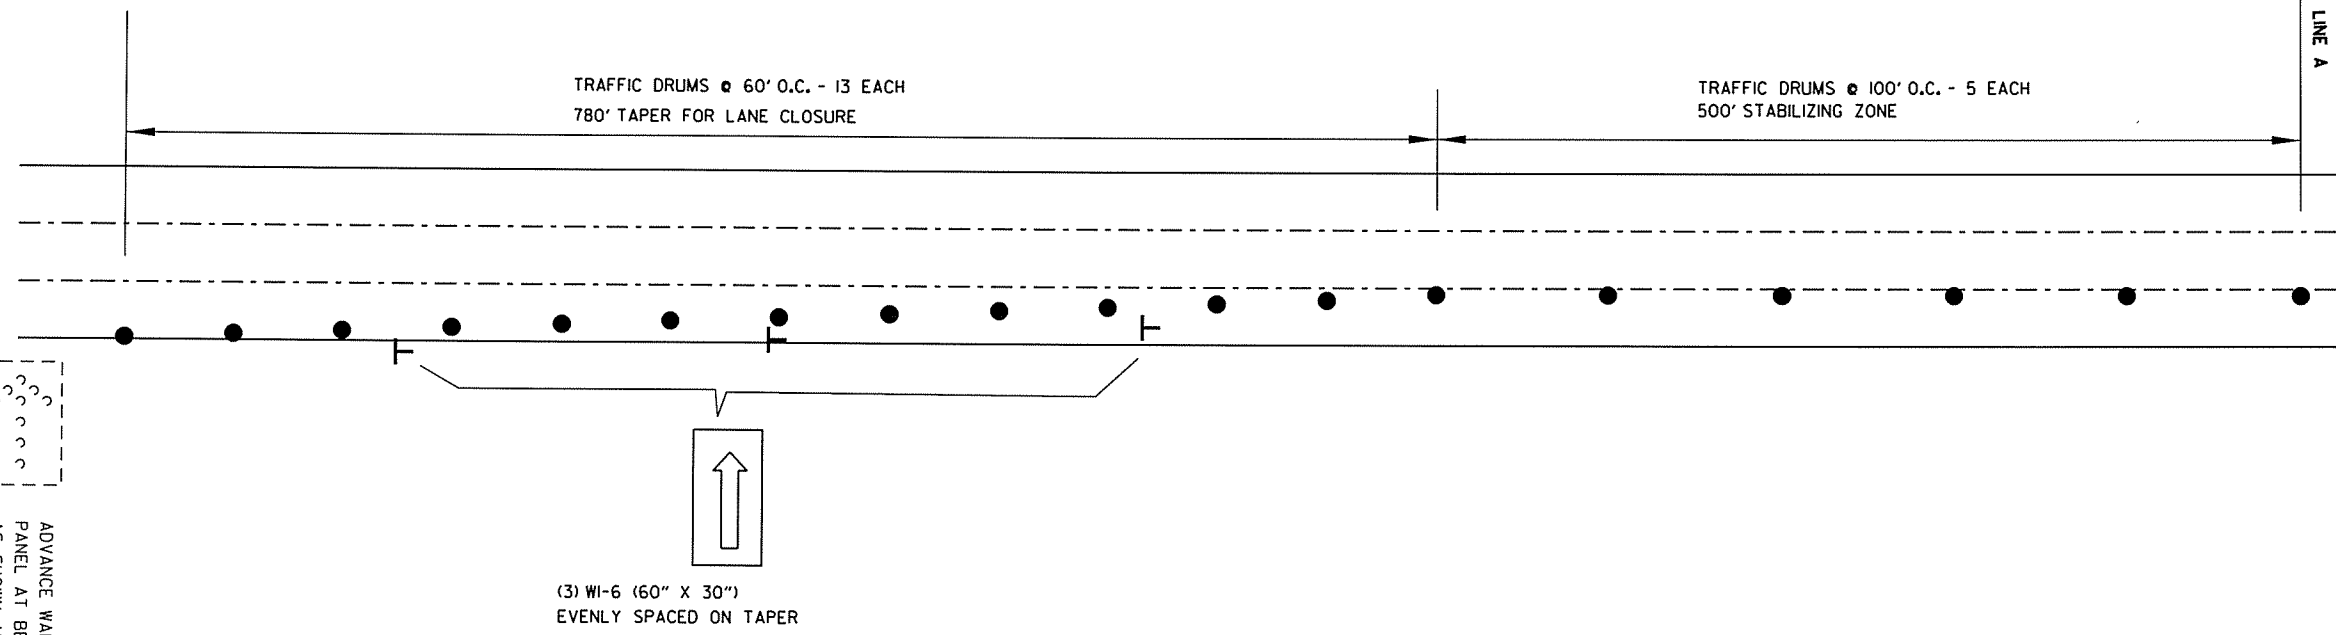 TRAFFIC DRUMS @ 60' O.C. - 13 EACH
780' TAPER FOR LANE CLOSURE
TRAFFIC DRUMS @ 100' O.C. - 5 EACH
500' STABILIZING ZONE
LINE A
(3) WI-6 (60" X 30")
EVENLY SPACED ON TAPER
ADVANCE
PANEL AT